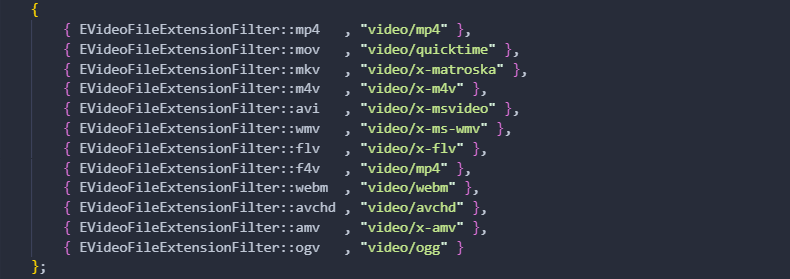 {
{ EVideoFileExtensionFilter::mp4   , "video/mp4" },
{ EVideoFileExtensionFilter::mov   , "video/quicktime" },
{ EVideoFileExtensionFilter::mkv   , "video/x-matroska" },
{ EVideoFileExtensionFilter::m4v   , "video/x-m4v" },
{ EVideoFileExtensionFilter::avi   , "video/x-msvideo" },
{ EVideoFileExtensionFilter::wmv   , "video/x-ms-wmv" },
{ EVideoFileExtensionFilter::flv   , "video/x-flv" },
{ EVideoFileExtensionFilter::f4v   , "video/mp4" },
{ EVideoFileExtensionFilter::webm  , "video/webm" },
{ EVideoFileExtensionFilter::avchd , "video/avchd" },
{ EVideoFileExtensionFilter::amv   , "video/x-amv" },
{ EVideoFileExtensionFilter::ogv   , "video/ogg" }
};